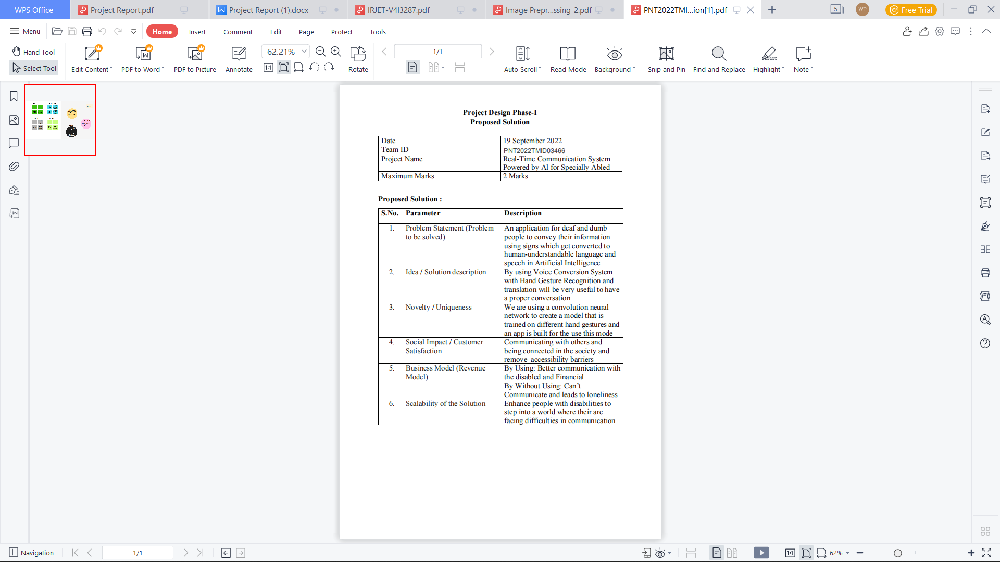 WPS Office
Project Report.pdf
Project Report (1).docx
IRJET-V4I3287.pdf
Image Prepr...ssing_2.pdf
PNT2022TMI...ion[1].pdf
5
WP
Free Trial
Menu
Home
Insert
Comment
Edit
Page
Protect
Tools
Hand Tool
Select Tool
Edit Content
PDF to Word
PDF to Picture
Annotate
62.21%
1:1
Rotate
1/1
Auto Scroll
Read Mode
Background
Snip and Pin
Find and Replace
Highlight
Note
Project Design Phase-I
Proposed Solution
Date
19 September 2022
Team ID
PNT2022TMID03466
Project Name
Real-Time Communication System
Powered by Al for Specially Abled
Maximum Marks
2 Marks
Proposed Solution :
S.No.
Parameter
Description
1.
Problem Statement (Problem
to be solved)
An application for deaf and dumb
people to convey their information
using signs which get converted to
human-understandable language and
speech in Artificial Intelligence
2.
Idea / Solution description
By using Voice Conversion System
with Hand Gesture Recognition and
translation will be very useful to have
a proper conversation
3.
Novelty / Uniqueness
We are using a convolution neural
network to create a model that is
trained on different hand gestures and
an app is built for the use this mode
4.
Social Impact / Customer
Satisfaction
Communicating with others and
being connected in the society and
remove  accessibility barriers
5.
Business Model (Revenue
Model)
By Using: Better communication with
the disabled and Financial
By Without Using: Can’t
Communicate and leads to loneliness
6.
Scalability of the Solution
Enhance people with disabilities to
step into a world where their are
facing difficulties in communication
Navigation
1/1
1:1
62%